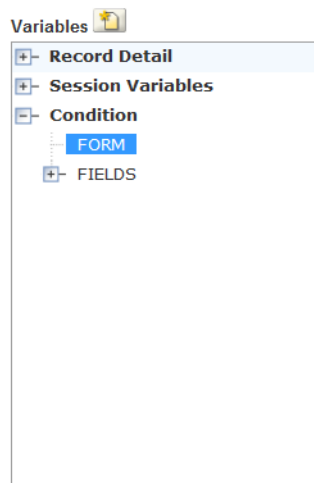 Variables
Record Detail
Session Variables
Condition
FORM
FIELDS